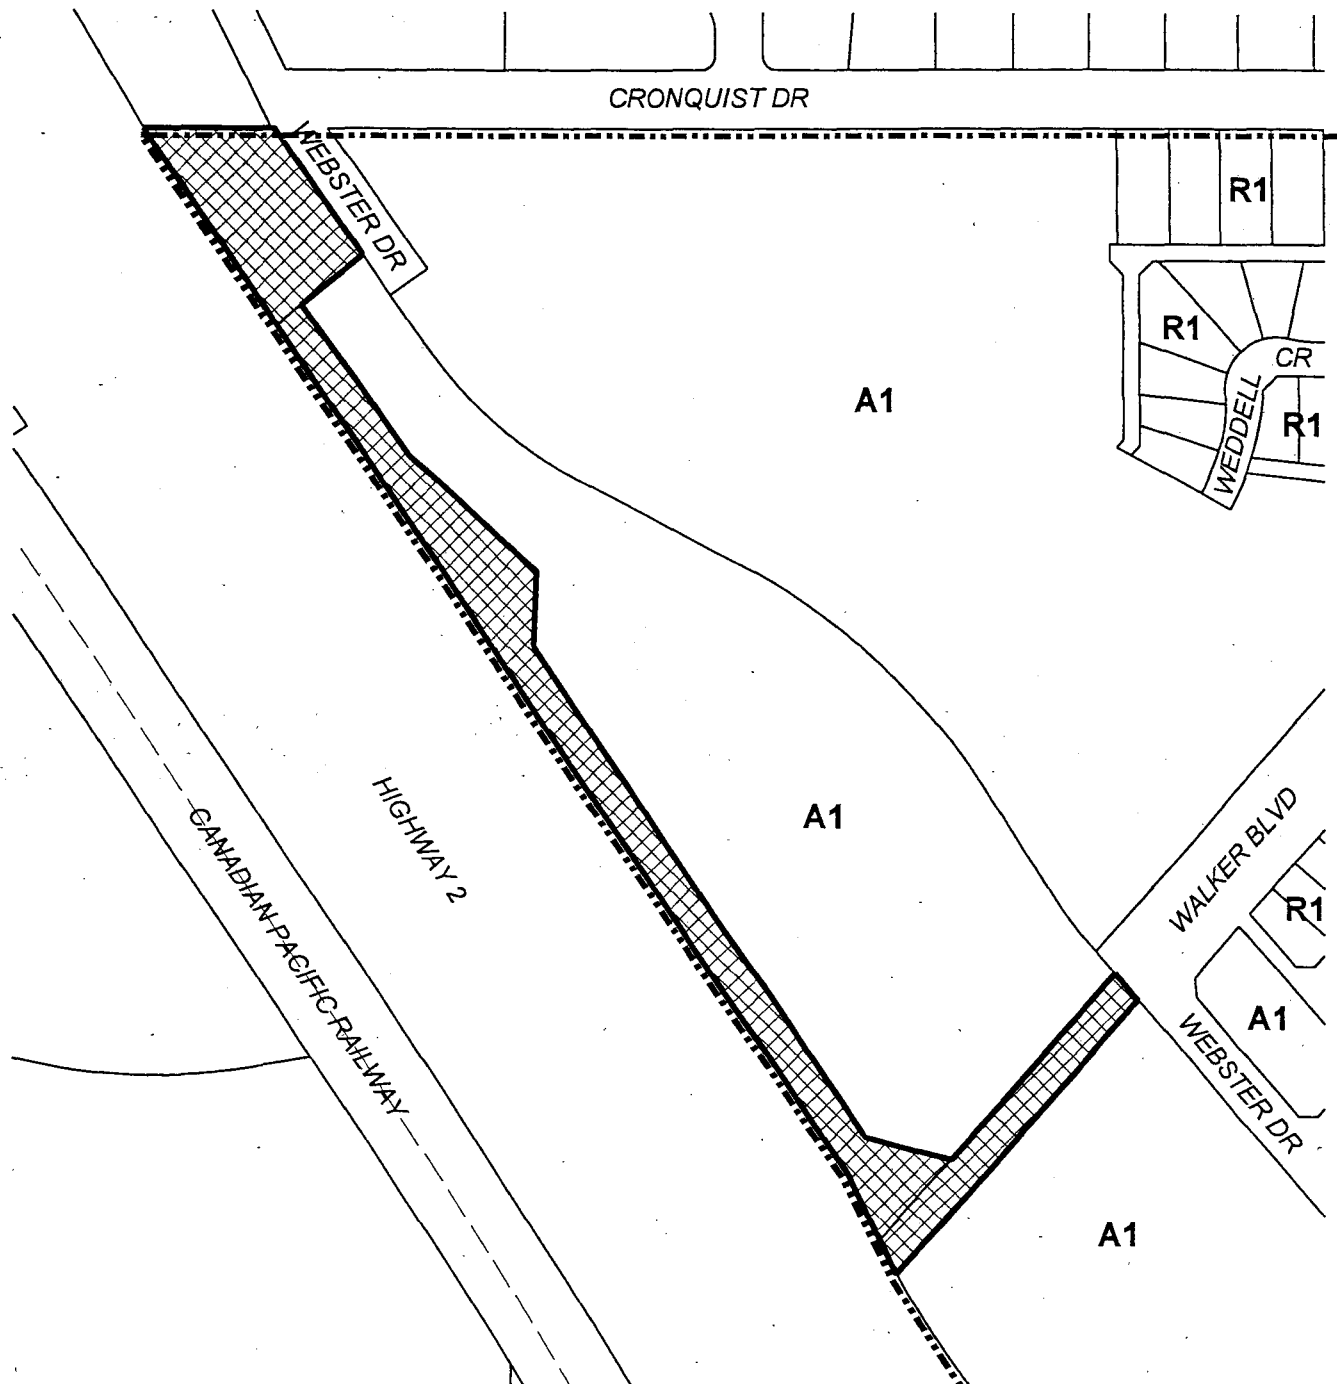 CRONQUIST DR
WEBSTER DR
R1
R1
CR
WEDDELL
A1
R1
HIGHWAY 2
CANADIAN PACIFIC RAILWAY
A1
WALKER BLVD
R1
A1
WEBSTER DR
A1